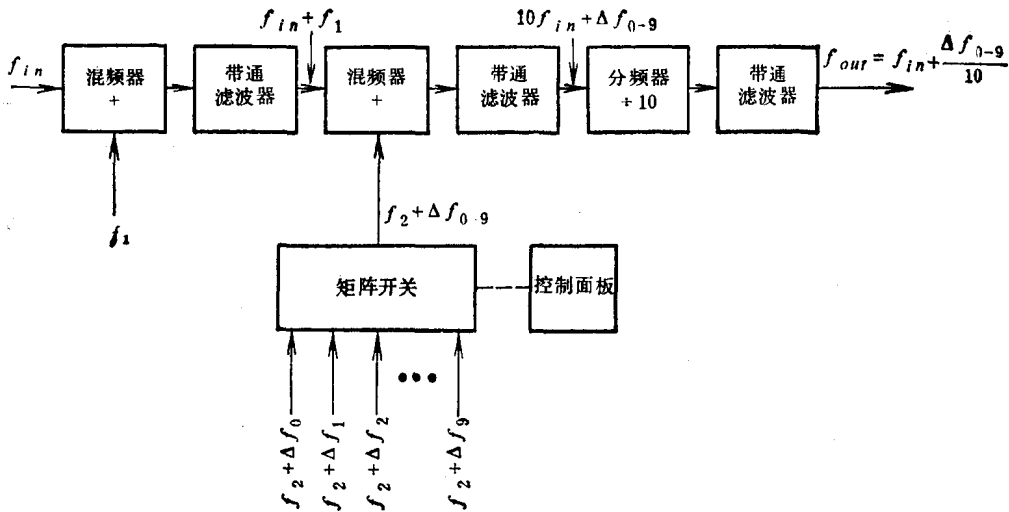 f_in
混频器
+
f_1
带通
滤波器
f_in + f_1
混频器
+
带通
滤波器
10f_in + Δf_0-9
分频器
÷ 10
带通
滤波器
f_out = f_in + Δf_0-9 / 10
f_2 + Δf_0-9
矩阵开关
控制面板
f_2 + Δf_0
f_2 + Δf_1
f_2 + Δf_2
•••
f_2 + Δf_9